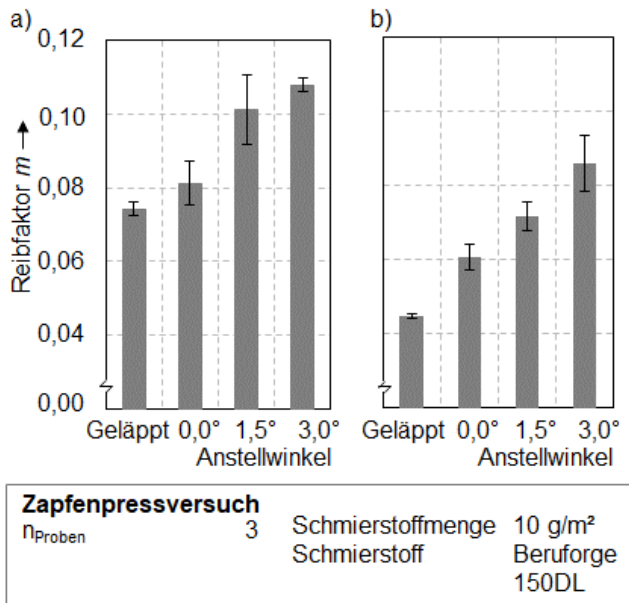 a)
b)
0,12
0,10
0,08
0,06
0,04
0,00
Reibfaktor m →
Geläppt 0,0° 1,5° 3,0°
Anstellwinkel
Geläppt 0,0° 1,5° 3,0°
Anstellwinkel
Zapfenpressversuch
nProben 3 Schmierstoffmenge 10 g/m²
Schmierstoff Beruforge
150DL